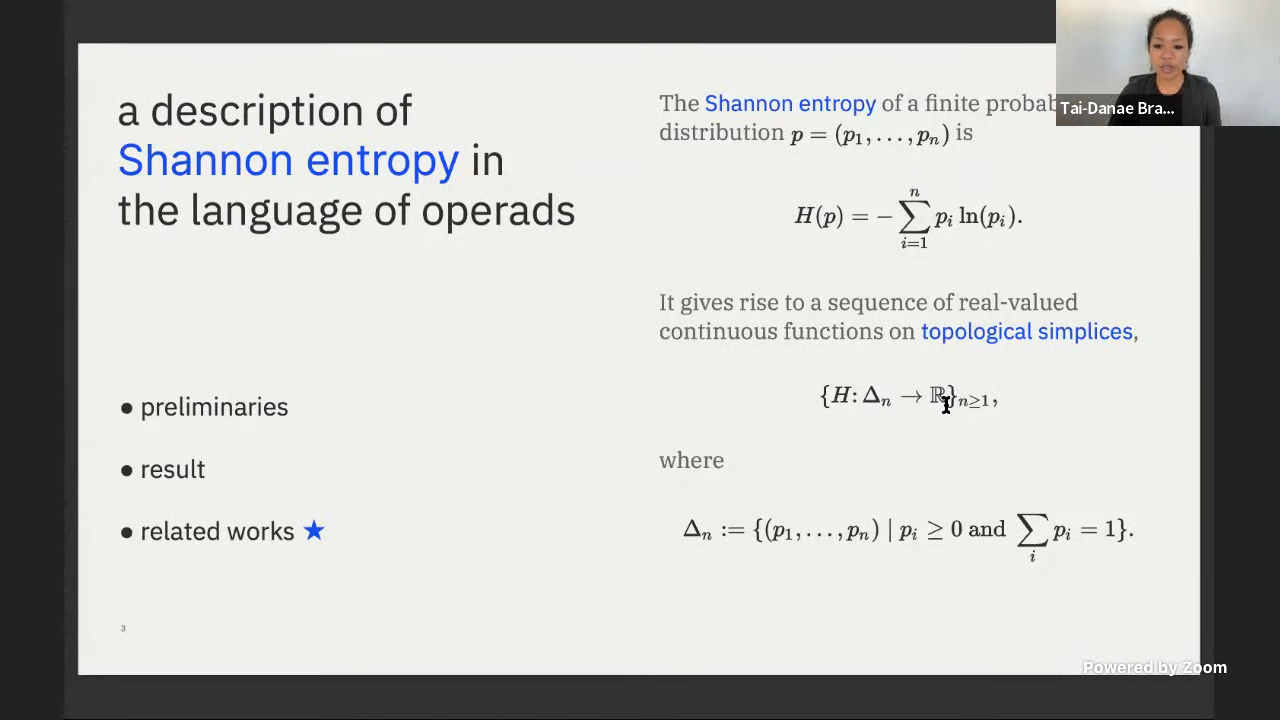 a description of
Shannon entropy in
the language of operads
● preliminaries
● result
● related works ★
3
The Shannon entropy of a finite
distribution p = (p₁, . . . , pₙ) is
H(p) = − ∑ᵢ₌₁ⁿ pᵢ ln(pᵢ).
It gives rise to a sequence of real-valued
continuous functions on topological simplices,
{H: Δₙ → ℝ}ₙ≥₁,
where
Δₙ := {(p₁, . . . , pₙ) | pᵢ ≥ 0 and ∑ᵢ pᵢ = 1}.
Tai-Danae Bra...
Powered by Zoom